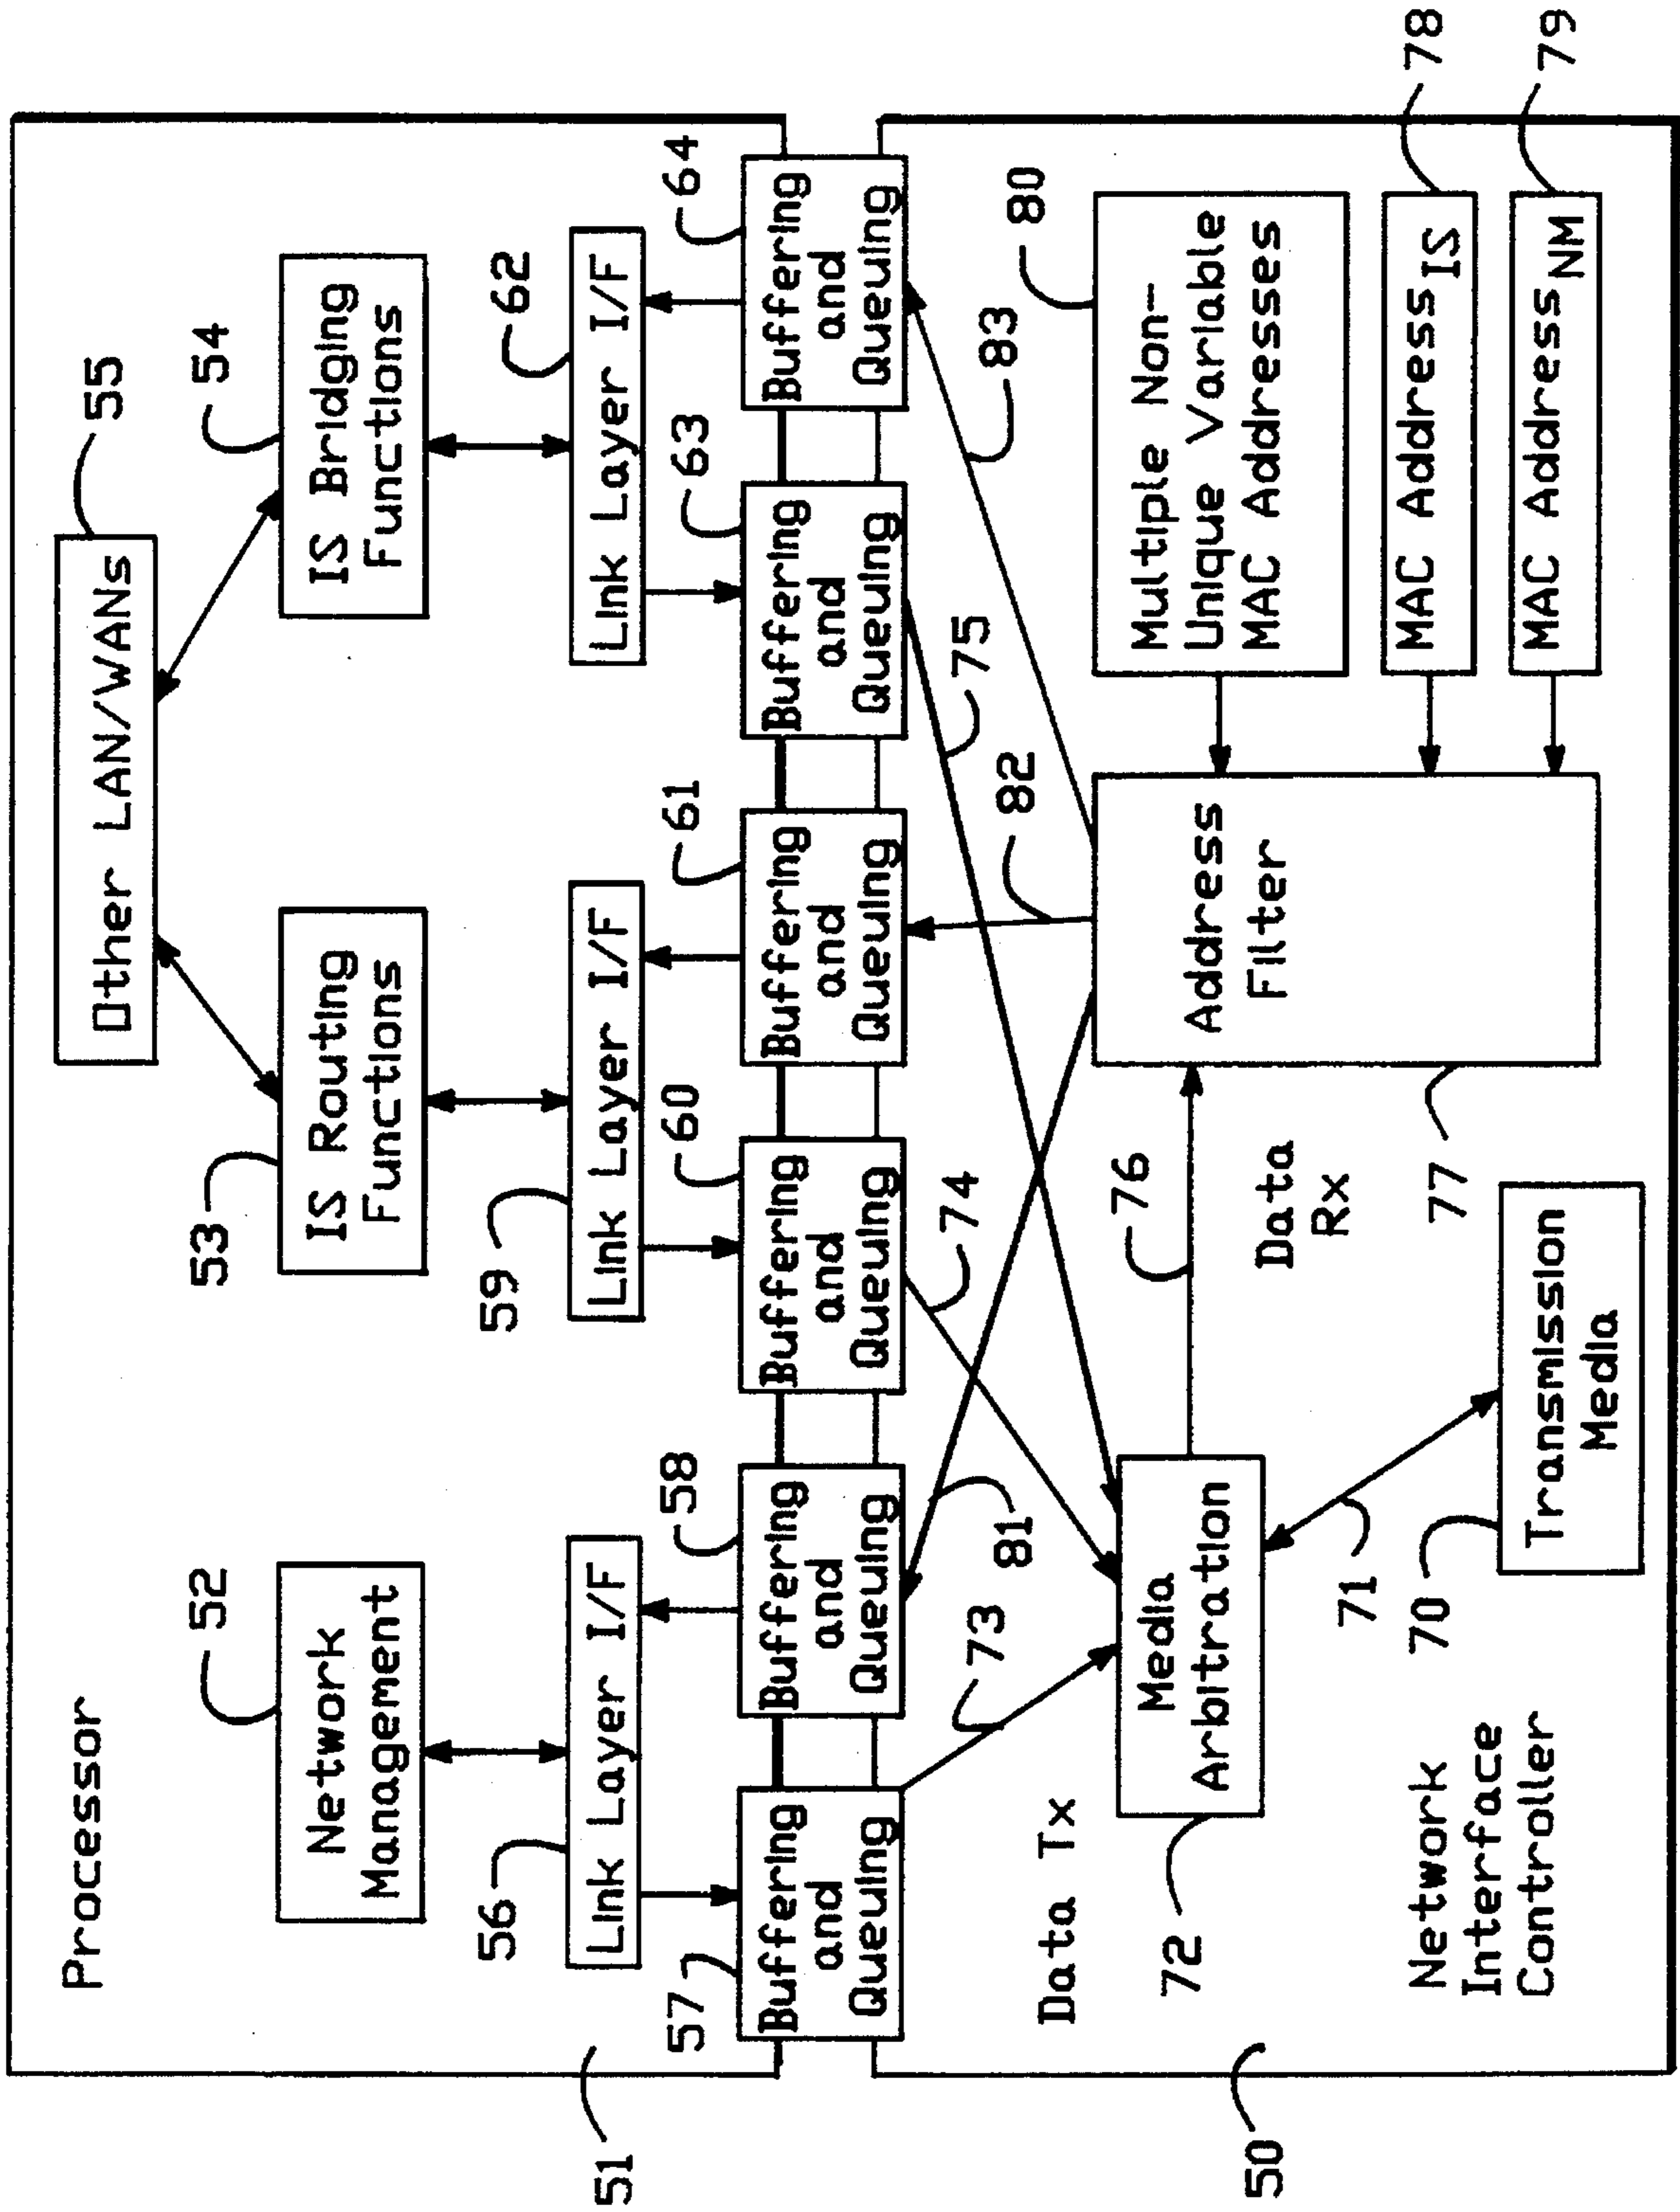 Processor
Other LAN/WANs
55
52
Network
Management
53
IS Routing
Functions
54
IS Bridging
Functions
56
Link Layer I/F
59
Link Layer I/F
62
Link Layer I/F
51
57
Buffering
and
Queuing
58
Buffering
and
Queuing
60
Buffering
and
Queuing
61
Buffering
and
Queuing
63
Buffering
and
Queuing
64
Buffering
and
Queuing
Data Tx
73
81
74
82
75
83
72
Media
Arbitration
76
Data
Rx
77
Address
Filter
80
Multiple Non-
Unique Variable
MAC Addresses
MAC Address IS
78
MAC Address NM
79
71
70
Transmission
Media
Network
Interface
Controller
50